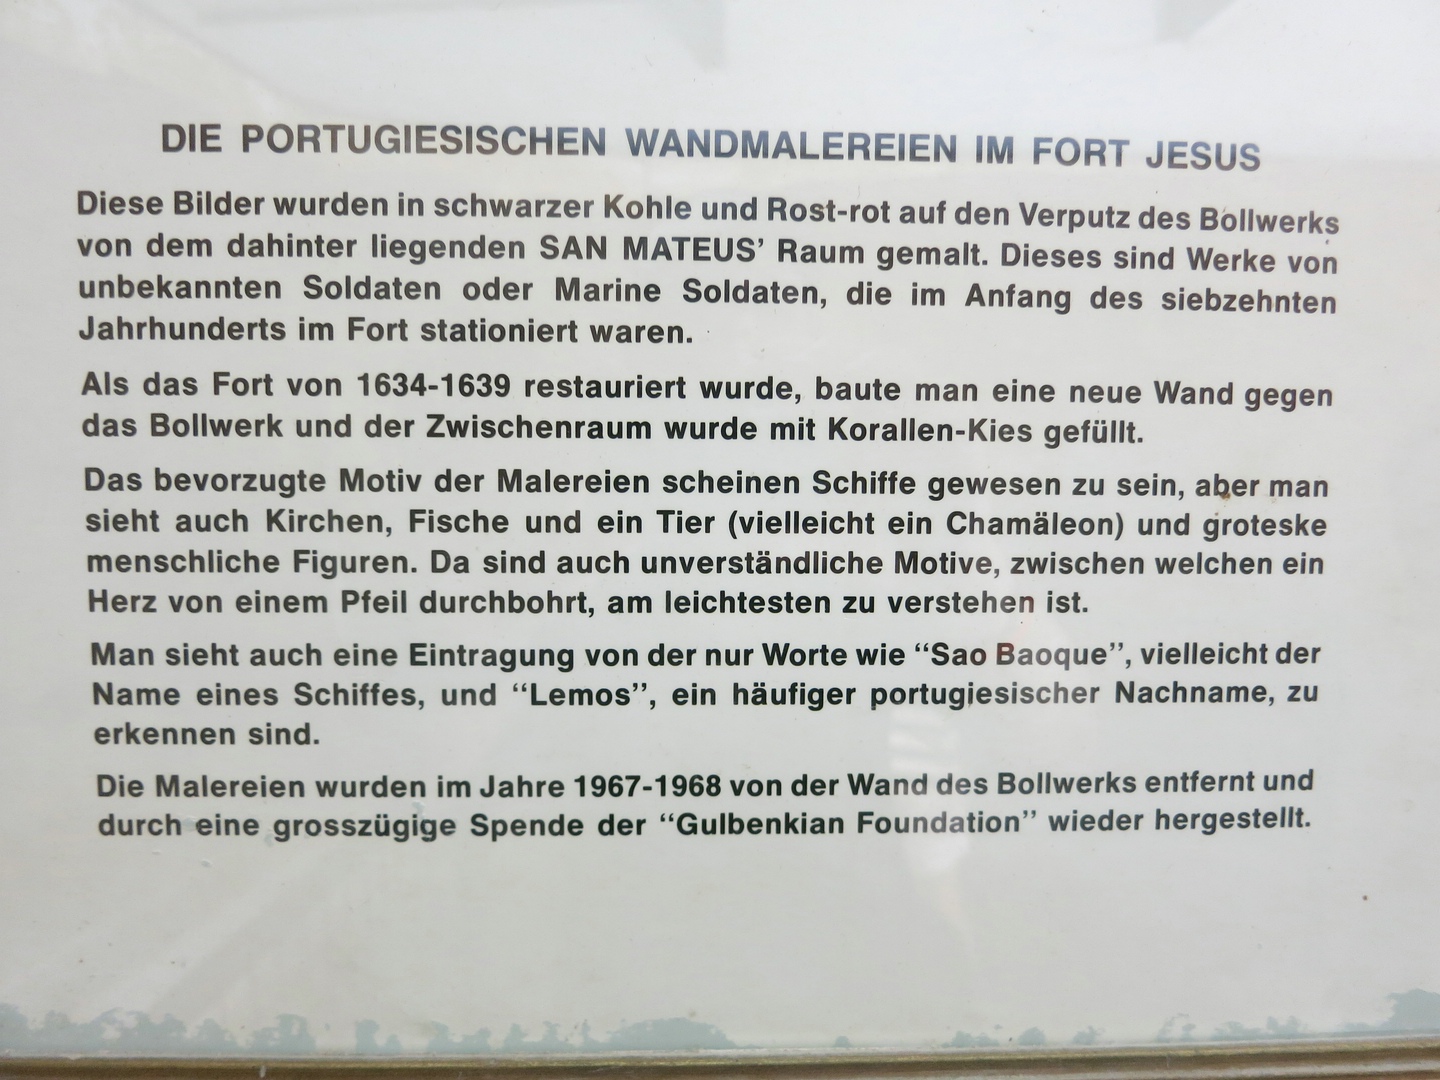 DIE PORTUGIESISCHEN WANDMALEREIEN IM FORT JESUS
Diese Bilder wurden in schwarzer Kohle und Rost-rot auf den Verputz des Bollwerks
von dem dahinter liegenden SAN MATEUS’ Raum gemalt. Dieses sind Werke von
unbekannten Soldaten oder Marine Soldaten, die im Anfang des siebzehnten
Jahrhunderts im Fort stationiert waren.
Als das Fort von 1634-1639 restauriert wurde, baute man eine neue Wand gegen
das Bollwerk und der Zwischenraum wurde mit Korallen-Kies gefüllt.
Das bevorzugte Motiv der Malereien scheinen Schiffe gewesen zu sein, aber man
sieht auch Kirchen, Fische und ein Tier (vielleicht ein Chamäleon) und groteske
menschliche Figuren. Da sind auch unverständliche Motive, zwischen welchen ein
Herz von einem Pfeil durchbohrt, am leichtesten zu verstehen ist.
Man sieht auch eine Eintragung von der nur Worte wie “Sao Baoque”, vielleicht der
Name eines Schiffes, und “Lemos”, ein häufiger portugiesischer Nachname, zu
erkennen sind.
Die Malereien wurden im Jahre 1967-1968 von der Wand des Bollwerks entfernt und
durch eine grosszügige Spende der “Gulbenkian Foundation” wieder hergestellt.